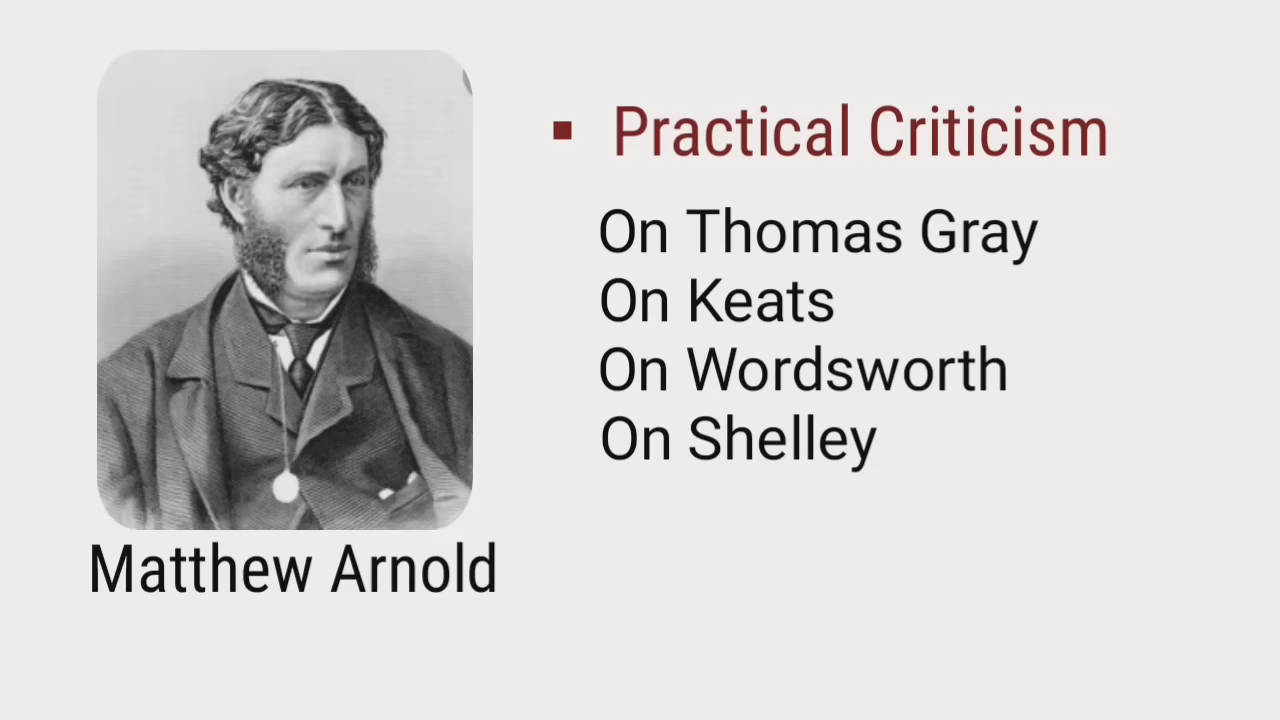 Practical Criticism
On Thomas Gray
On Keats
On Wordsworth
On Shelley
Matthew Arnold